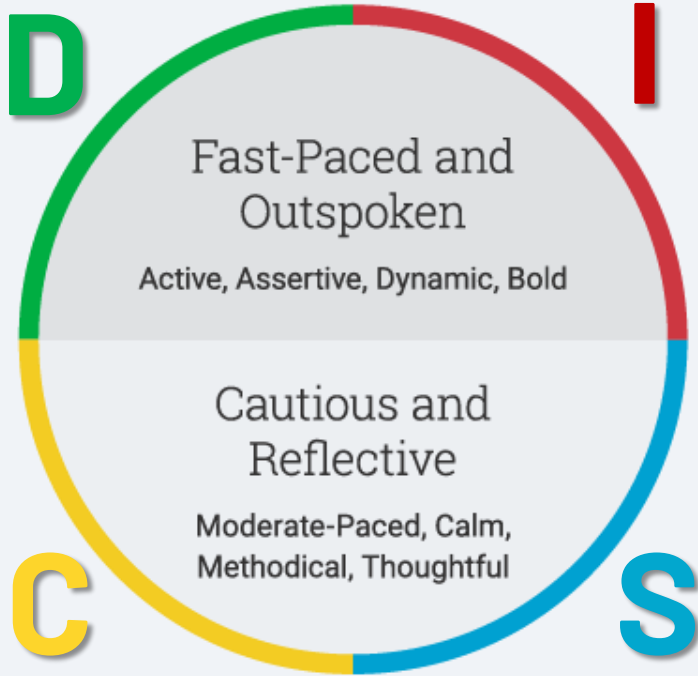 D
I
Fast-Paced and
Outspoken
Active, Assertive, Dynamic, Bold
Cautious and
Reflective
Moderate-Paced, Calm,
Methodical, Thoughtful
C
S